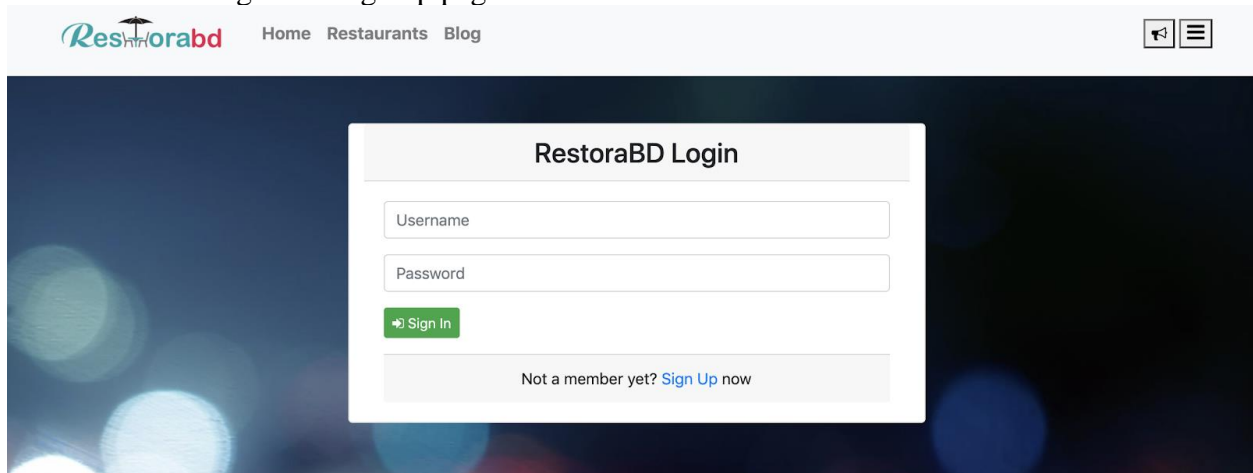 Restorabd Home Restaurants Blog
RestoraBD Login
Username
Password
Sign In
Not a member yet? Sign Up now